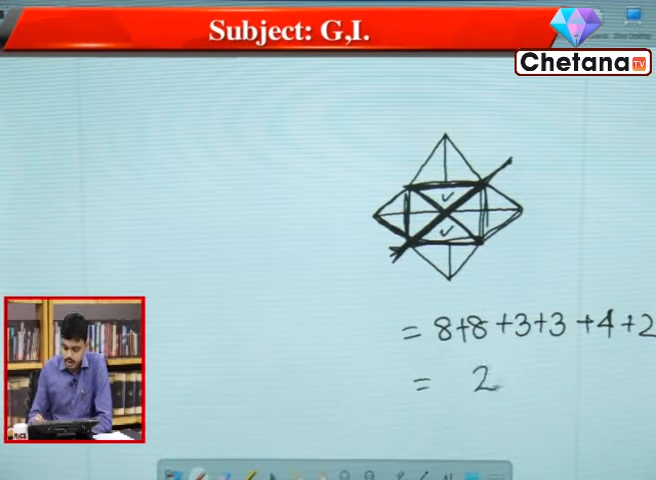 Subject: G,I.
Chetana TV
= 8+8+3+3+4+2
= 2